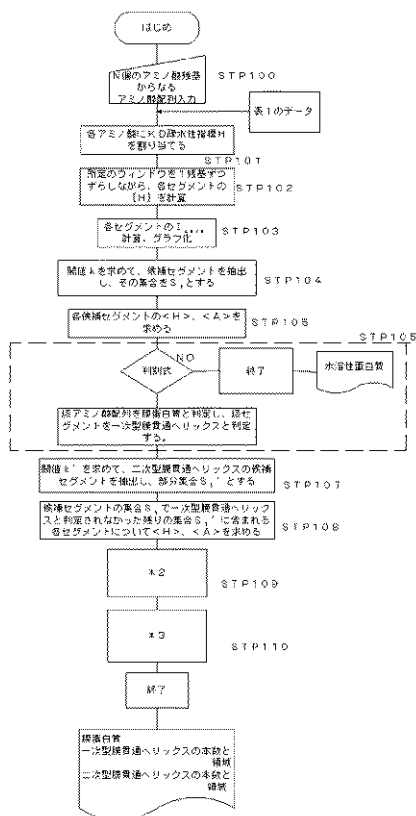 はじめ
N個のアミノ酸残基
からなる
アミノ酸配列入力
STP100
表1のデータ
各アミノ酸にKD疎水性指標H
を割り当てる
STP101
所定のウィンドウを1残基ずつ
ずらしながら、各セグメントの
STP102
を計算
各セグメントの
計算、グラフ化
STP103
閾値kを求めて、候補セグメントを抽出
し、その集合をS とする
STP104
各候補セグメントの<H>、<A>を
求める
STP105
STP105
判別式
NO
終了
水溶性蛋白質
該アミノ酸配列を膜蛋白質と判定し、該セ
グメントを一次型膜貫通ヘリックスと判定
する。
閾値k'を求めて、二次型膜貫通ヘリックスの候補
セグメントを抽出し、部分集合S 'とする
STP107
候補セグメントの集合S で一次型膜貫通ヘリック
スと判定されなかった残りの集合S 'に含まれる
各セグメントについて<H>、<A>を求める
STP108
*2
STP109
*3
STP110
終了
膜蛋白質
一次型膜貫通ヘリックスの本数と
領域
二次型膜貫通ヘリックスの本数と
領域